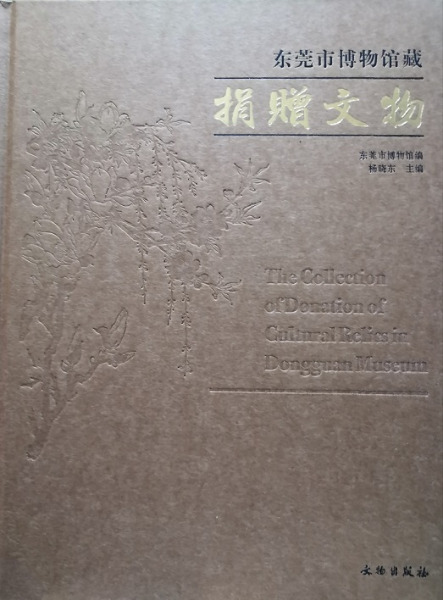 东莞市博物馆藏
捐赠文物
东莞市博物馆编
杨晓东 主编
The Collection
of Donation of
Cultural Relics in
Dongguan Museum
文物出版社